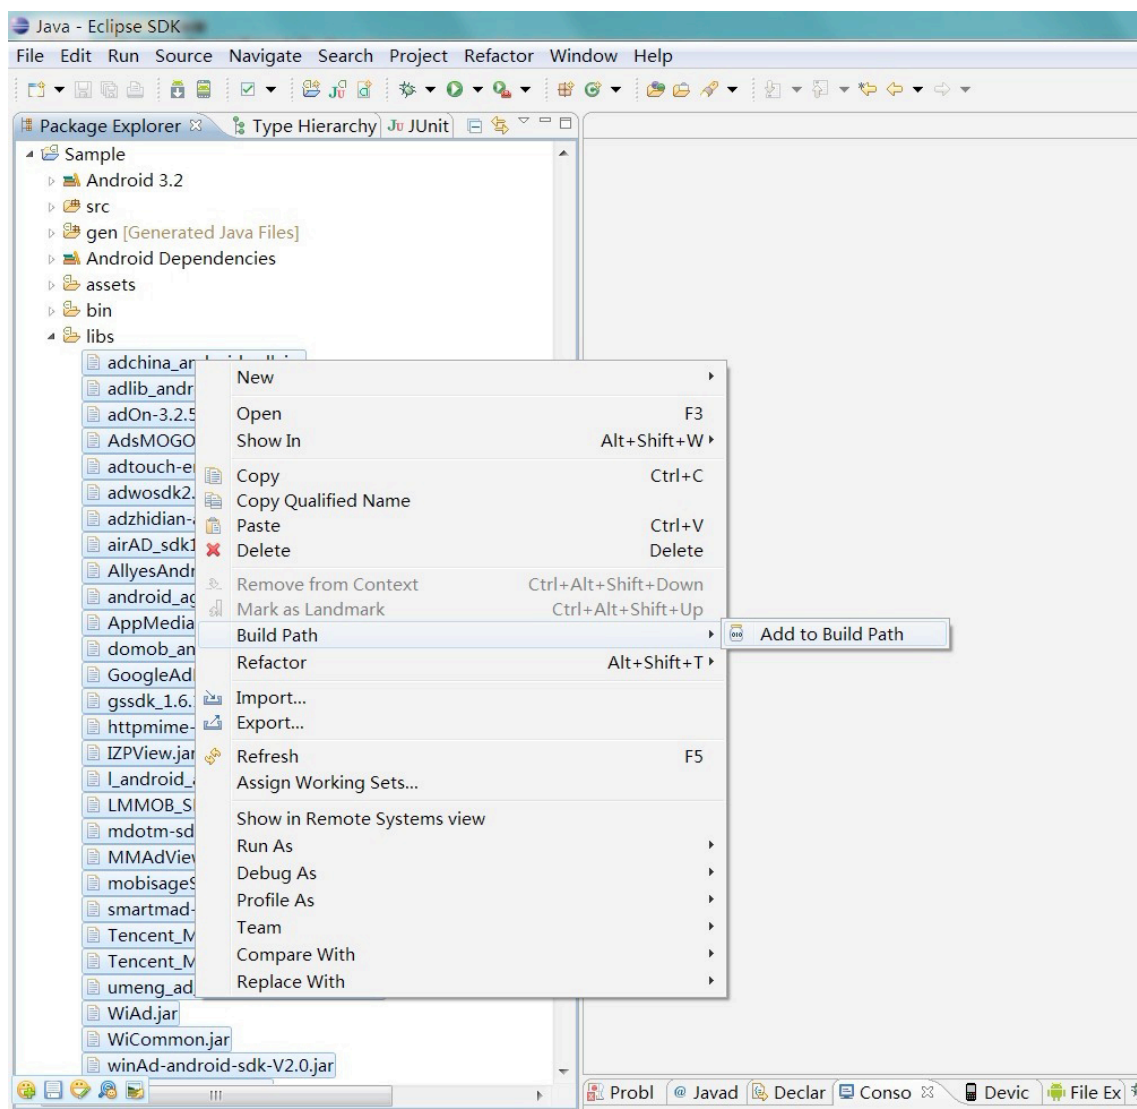 Java - Eclipse SDK
File Edit Run Source Navigate Search Project Refactor Window Help
Package Explorer Type Hierarchy Ju JUnit
Sample
Android 3.2
src
gen [Generated Java Files]
Android Dependencies
assets
bin
libs
adchina_an
adlib_andr
adOn-3.2.5
AdsMOGO
adtouch-e
adwosdk2.
adzhidian-
airAD_sdk1
AllyesAndr
android_ag
AppMedia
domob_an
GoogleAd
gssdk_1.6.
httpmime-
IZPView.jar
l_android_
LMMOB_S
mdotm-sd
MMAdView
mobisageS
smartmad-
Tencent_M
Tencent_M
umeng_ad
WiAd.jar
WiCommon.jar
winAd-android-sdk-V2.0.jar
New
Open F3
Show In Alt+Shift+W
Copy Ctrl+C
Copy Qualified Name
Paste Ctrl+V
Delete Delete
Remove from Context Ctrl+Alt+Shift+Down
Mark as Landmark Ctrl+Alt+Shift+Up
Build Path
Add to Build Path
Refactor Alt+Shift+T
Import...
Export...
Refresh F5
Assign Working Sets...
Show in Remote Systems view
Run As
Debug As
Profile As
Team
Compare With
Replace With
Probl @ Javad Declar Conso Devic File Ex